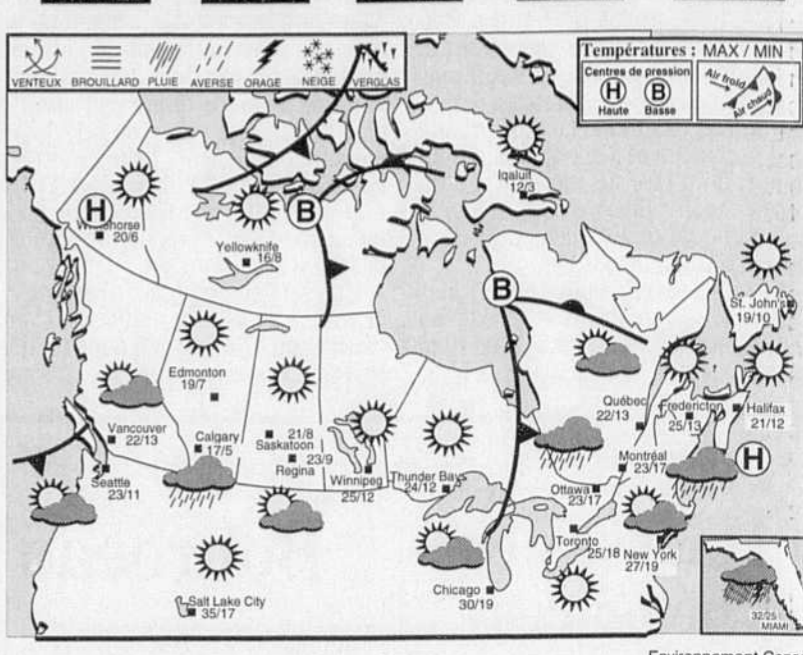 VENTEUX BROUILLARD PLUIE AVERSE ORAGE NEIGE VERGLAS
Températures : MAX / MIN
Centres de pression
H B
Haute Basse
Air froid
Air chaud
Iqaluit
12/3
H
Whitehorse
20/6
B
Yellowknife
16/8
B
St. John's
19/10
Edmonton
19/7
Québec
22/13
Fredericton
25/13
Halifax
21/12
Vancouver
22/13
Calgary
17/5
21/8
Saskatoon
23/9
Regina
Winnipeg
25/12
Thunder Bay
24/12
Montréal
23/17
H
Seattle
23/11
Ottawa
23/17
Toronto
25/18
New York
27/19
Chicago
30/19
Salt Lake City
35/17
32/25
MIAMI
Environnement